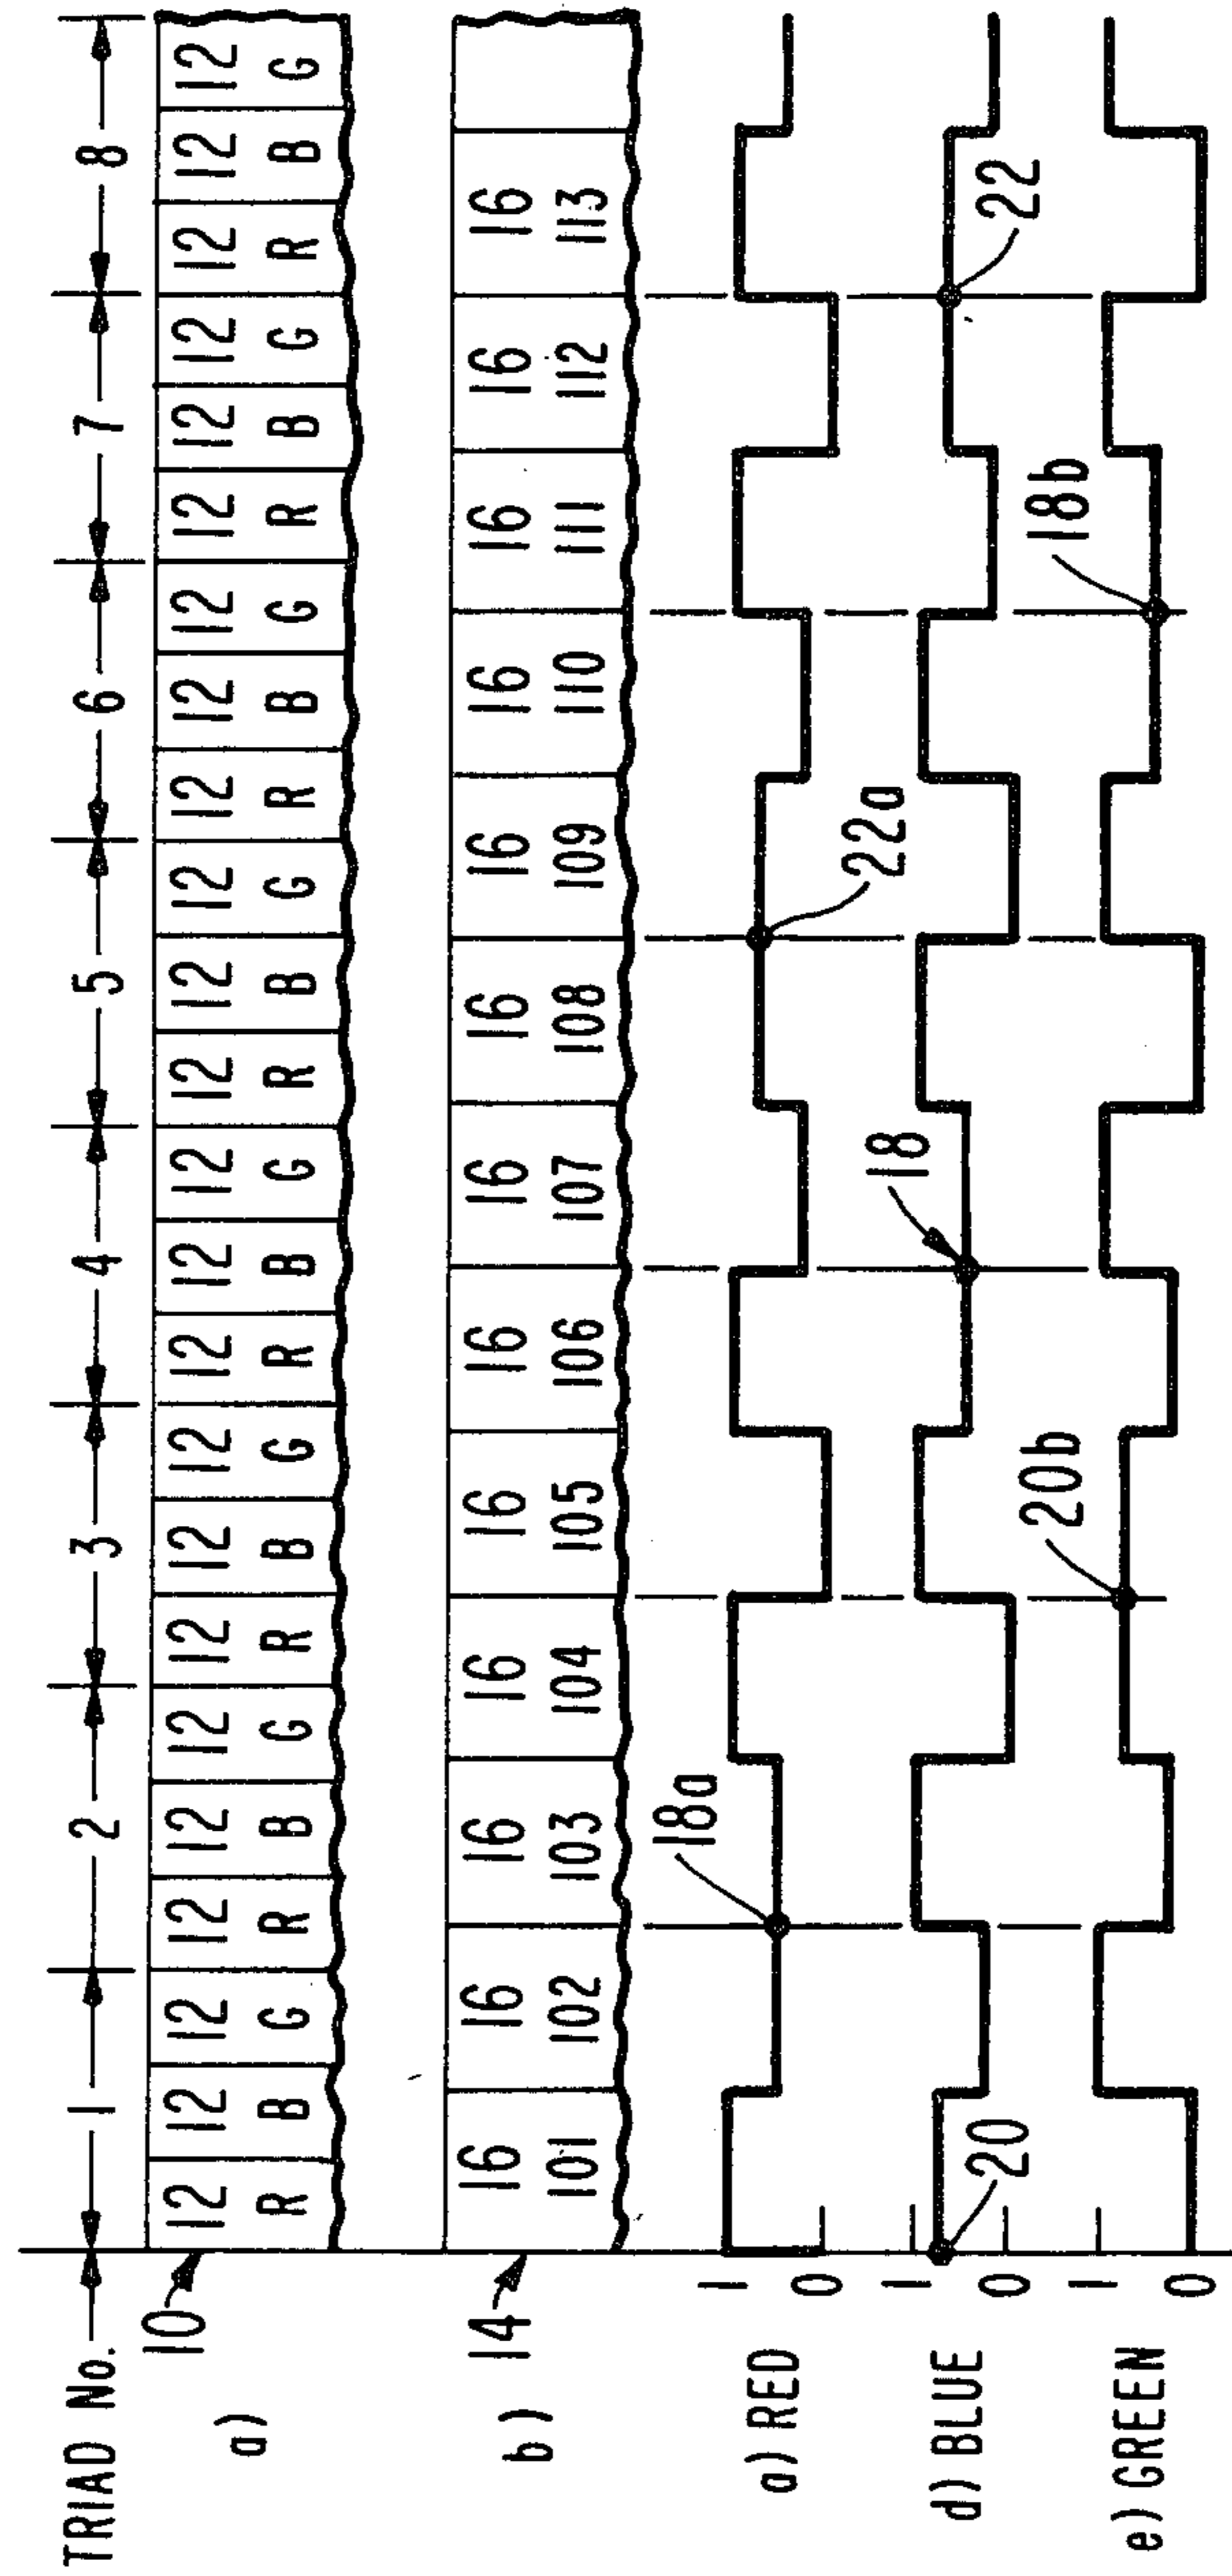 TRIAD No. 1 2 3 4 5 6 7 8
10
12 12 12 12 12 12 12 12 12 12 12 12 12 12 12 12 12 12 12 12 12 12 12 12
a) R B G R B G R B G R B G R B G R B G R B G R B G
14
16 16 16 16 16 16 16 16 16 16 16 16 16
b) 101 102 103 104 105 106 107 108 109 110 111 112 113
18a
1
a) RED
0
22a
18
1
d) BLUE
0
20
22
20b
18b
1
e) GREEN
0